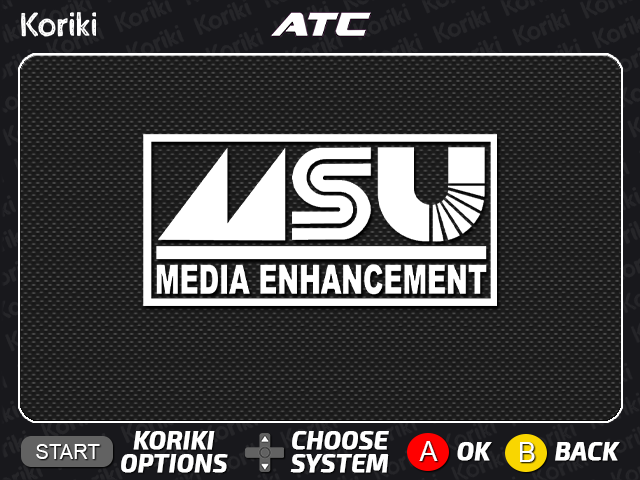 Koriki
ATC
MSU
MEDIA ENHANCEMENT
START
KORIKI
OPTIONS
CHOOSE
SYSTEM
A OK
B BACK